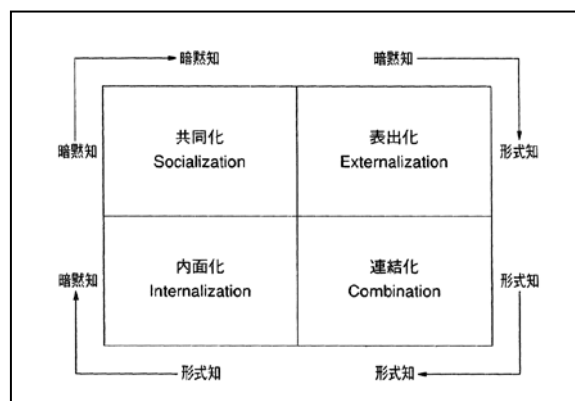 暗黙知
暗黙知
暗黙知
共同化
Socialization
表出化
Externalization
形式知
暗黙知
内面化
Internalization
連結化
Combination
形式知
形式知
形式知